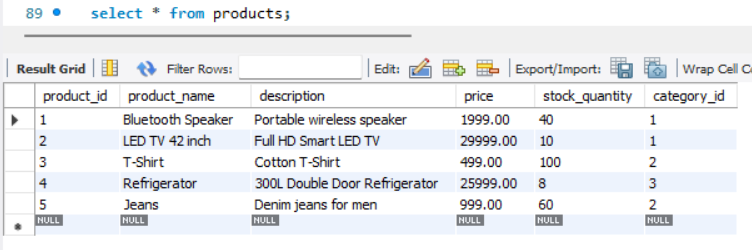 89 select * from products;
Result Grid Filter Rows: Edit: Export/Import: Wrap Cell Co
product_id product_name description price stock_quantity category_id
1 Bluetooth Speaker Portable wireless speaker 1999.00 40 1
2 LED TV 42 inch Full HD Smart LED TV 29999.00 10 1
3 T-Shirt Cotton T-Shirt 499.00 100 2
4 Refrigerator 300L Double Door Refrigerator 25999.00 8 3
5 Jeans Denim jeans for men 999.00 60 2
NULL NULL NULL NULL NULL NULL